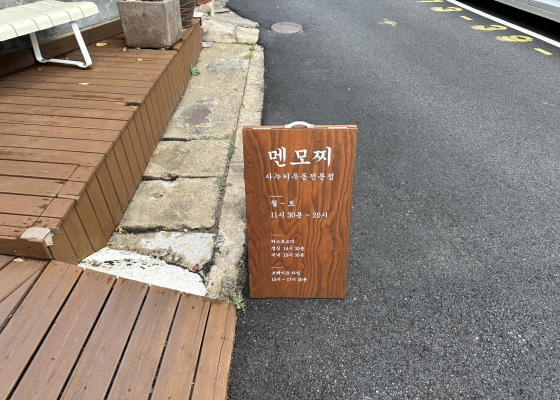 멘모찌
사누키우동전문점
월 - 토
11시 30분 ~ 20시
라스트오더
점심 14시 30분
저녁 19시 30분
브레이크 타임
15시 - 17시 30분